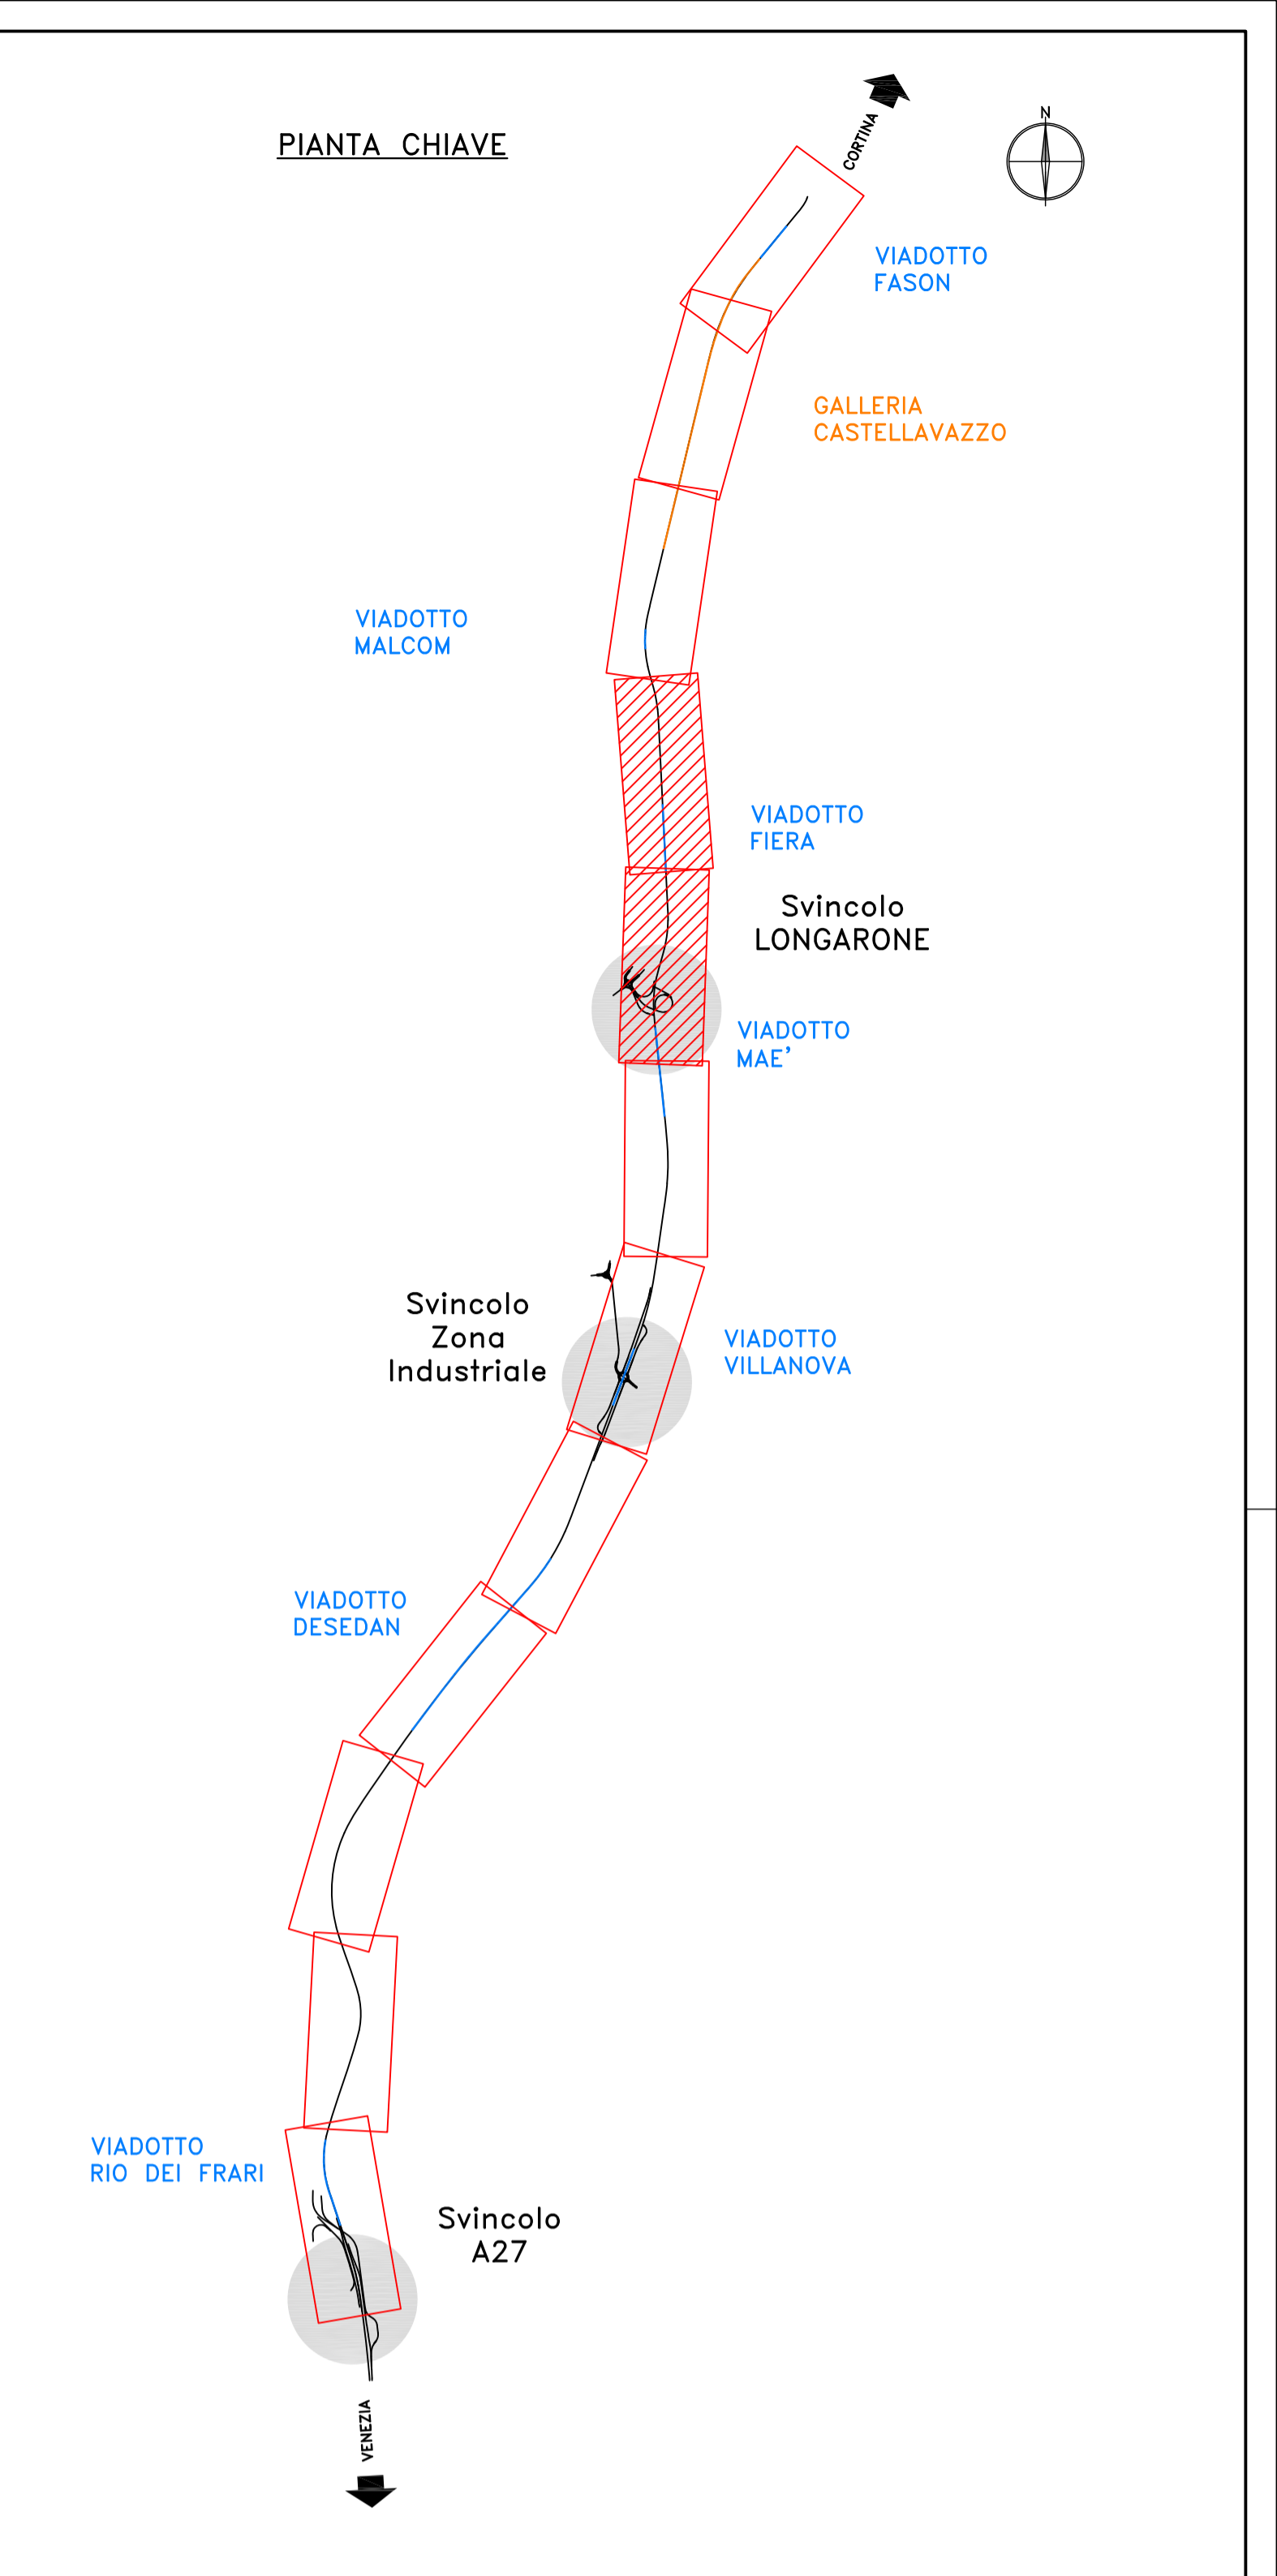 PIANTA CHIAVE
CORTINA
N
VIADOTTO
FASON
GALLERIA
CASTELLAVAZZO
VIADOTTO
MALCOM
VIADOTTO
FIERA
Svincolo
LONGARONE
VIADOTTO
MAE'
Svincolo
Zona
Industriale
VIADOTTO
VILLANOVA
VIADOTTO
DESEDAN
VIADOTTO
RIO DEI FRARI
Svincolo
A27
VENEZIA